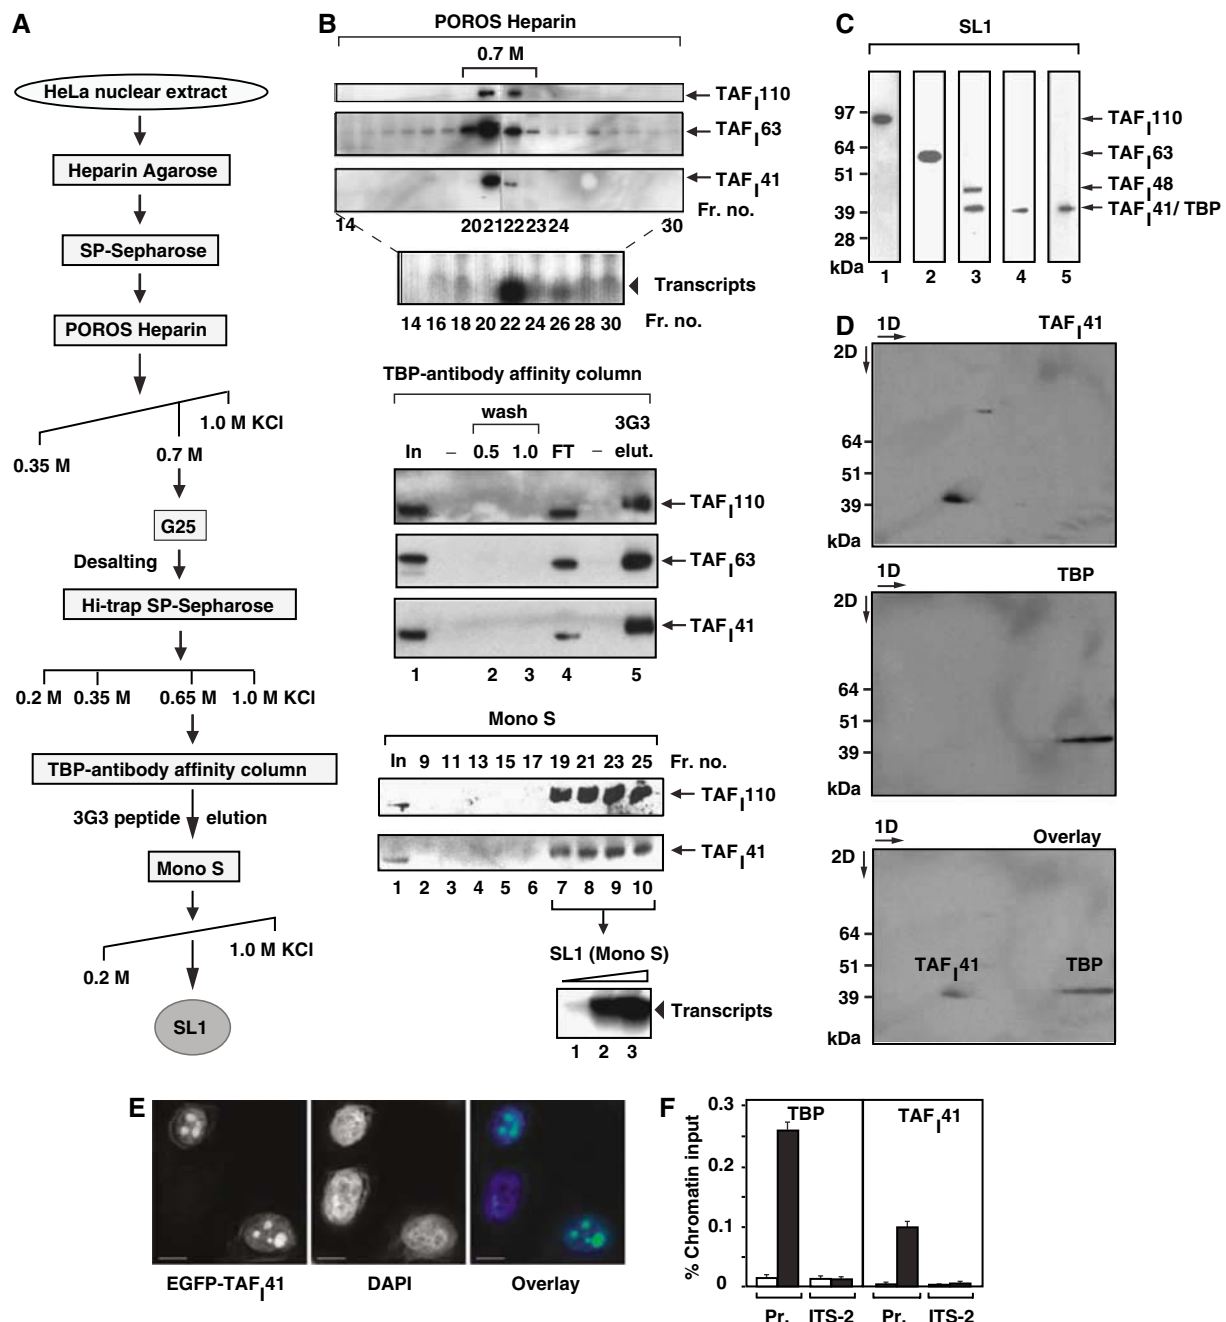 A
HeLa nuclear extract
Heparin Agarose
SP-Sepharose
POROS Heparin
1.0 M KCl
0.35 M
0.7 M
G25
Desalting
Hi-trap SP-Sepharose
0.2 M 0.35 M 0.65 M 1.0 M KCl
TBP-antibody affinity column
3G3 peptide elution
Mono S
1.0 M KCl
0.2 M
SL1
B
POROS Heparin
0.7 M
TAFI110
TAFI63
TAFI41
Fr. no.
14 20 21 22 23 24 30
Transcripts
14 16 18 20 22 24 26 28 30 Fr. no.
TBP-antibody affinity column
wash 3G3
In – 0.5 1.0 FT – elut.
TAFI110
TAFI63
TAFI41
1 2 3 4 5
Mono S
In 9 11 13 15 17 19 21 23 25 Fr. no.
TAFI110
TAFI41
1 2 3 4 5 6 7 8 9 10
SL1 (Mono S)
Transcripts
1 2 3
C
SL1
97
64
51
39
28
kDa
TAFI110
TAFI63
TAFI48
TAFI41/ TBP
1 2 3 4 5
D
1D TAFI41
2D
64
51
39
kDa
1D TBP
2D
64
51
39
kDa
1D Overlay
2D
64
51
39
kDa
TAFI41 TBP
E
EGFP-TAFI41 DAPI Overlay
F
% Chromatin input
0.3
0.2
0.1
0
TBP TAFI41
Pr. ITS-2 Pr. ITS-2